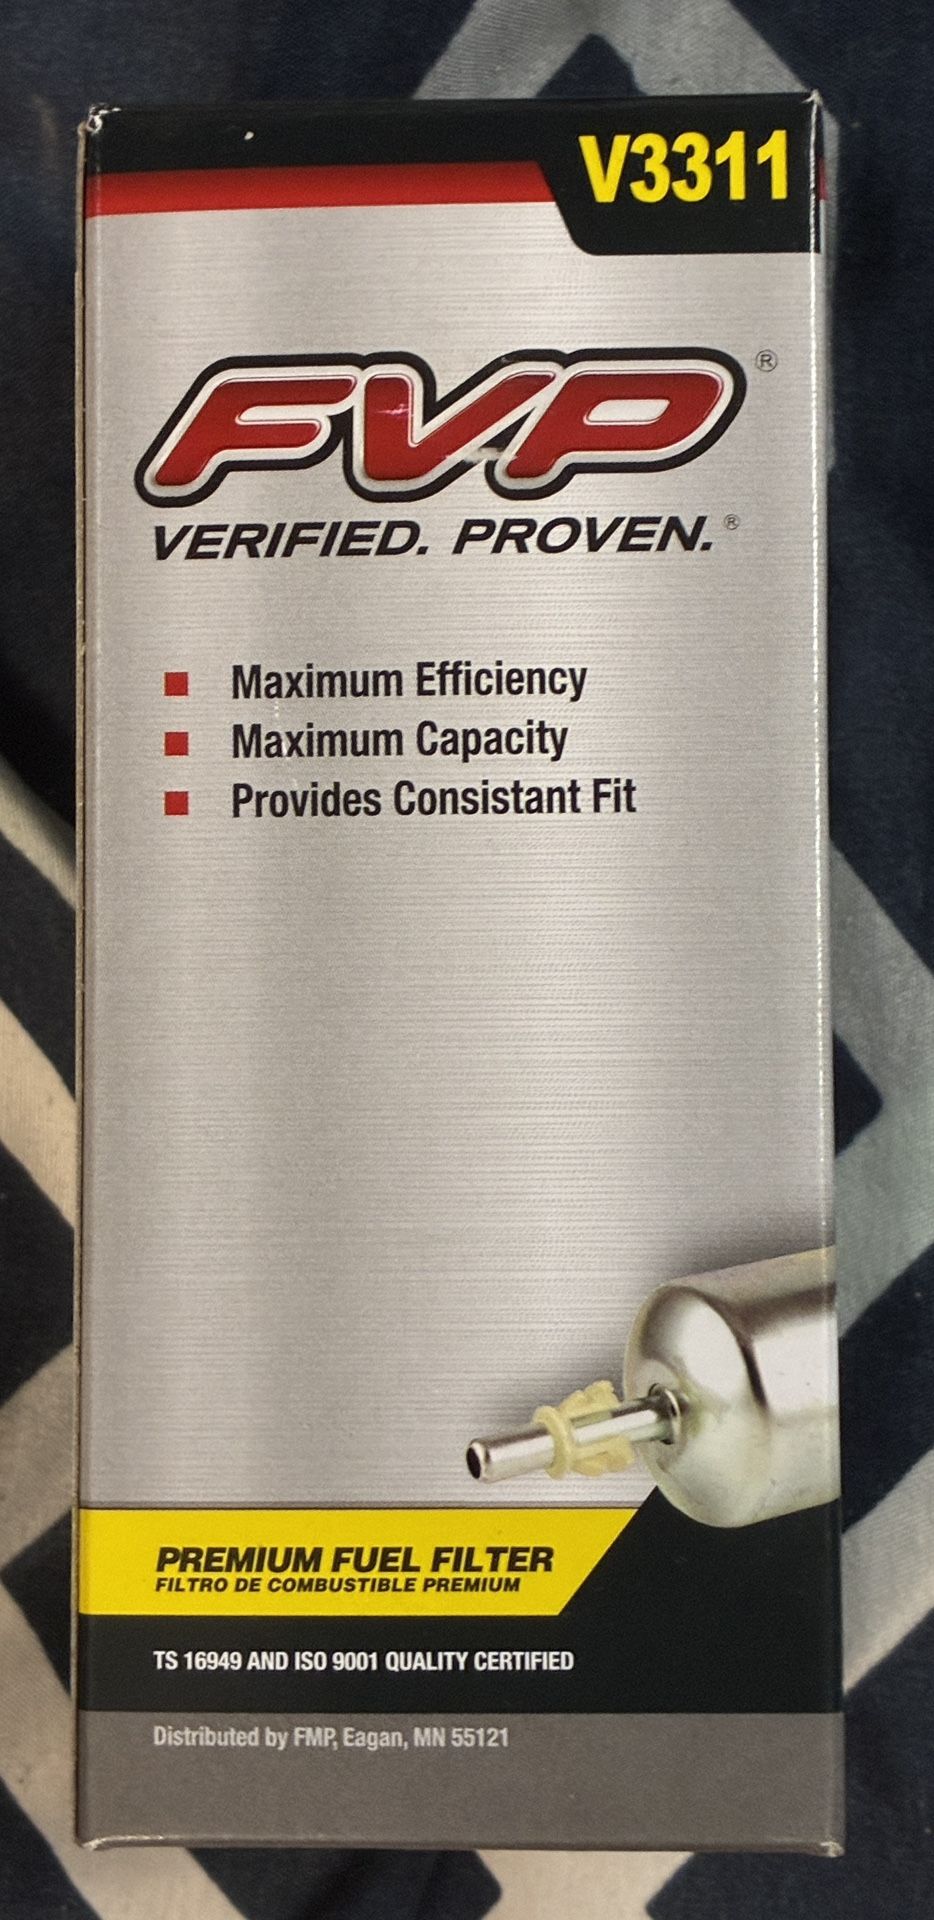 V3311
FVP®
VERIFIED. PROVEN.®
Maximum Efficiency
Maximum Capacity
Provides Consistant Fit
PREMIUM FUEL FILTER
FILTRO DE COMBUSTIBLE PREMIUM
TS 16949 AND ISO 9001 QUALITY CERTIFIED
Distributed by FMP, Eagan, MN 55121